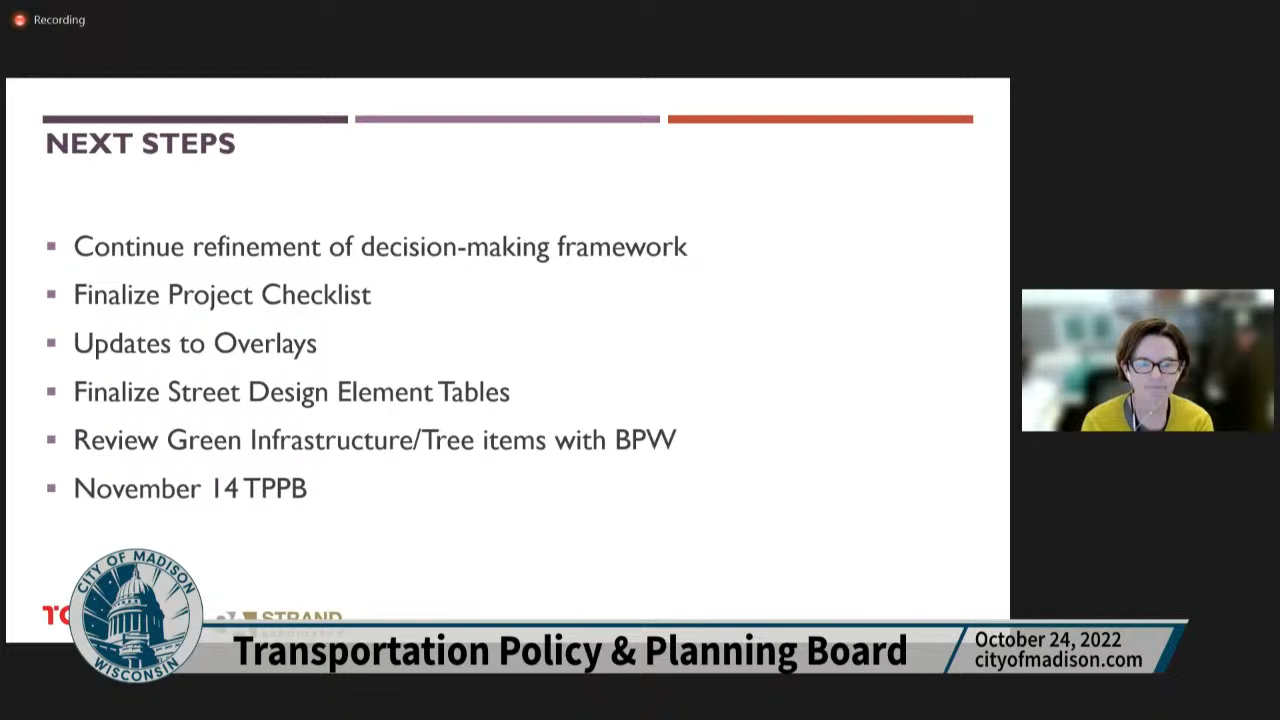 Recording
NEXT STEPS
Continue refinement of decision-making framework
Finalize Project Checklist
Updates to Overlays
Finalize Street Design Element Tables
Review Green Infrastructure/Tree items with BPW
November 14 TPPB
CITY OF MADISON
WISCONSIN
STRAND
Transportation Policy & Planning Board
October 24, 2022
cityofmadison.com